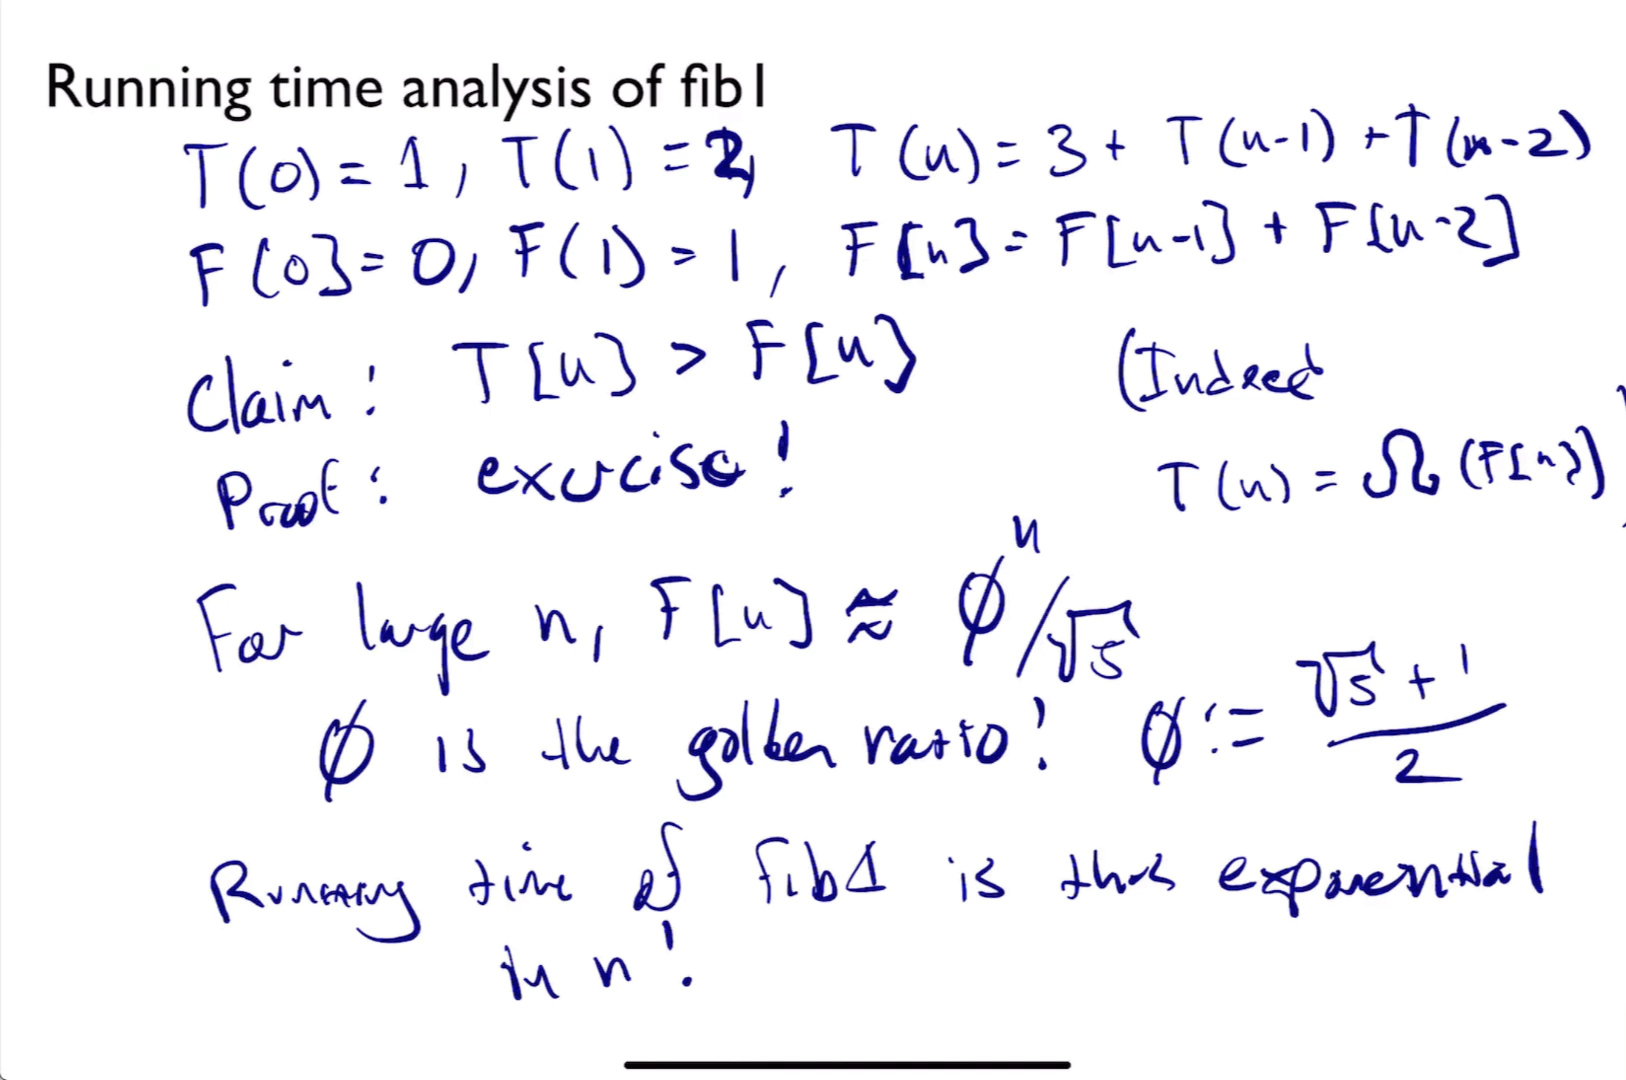 Running time analysis of fib1
T(0) = 1, T(1) = 2, T(n) = 3 + T(n-1) + T(n-2)
F[0] = 0, F(1) = 1, F[n] = F[n-1] + F[n-2]
Claim: T[n] > F[n] (Indeed
Proof: exercise! T(n) = Ω(F[n]))
For large n, F[n] ≈ φⁿ/√5
φ is the golden ratio! φ := (√5 + 1)/2
Running time of fib1 is thus exponential
in n!